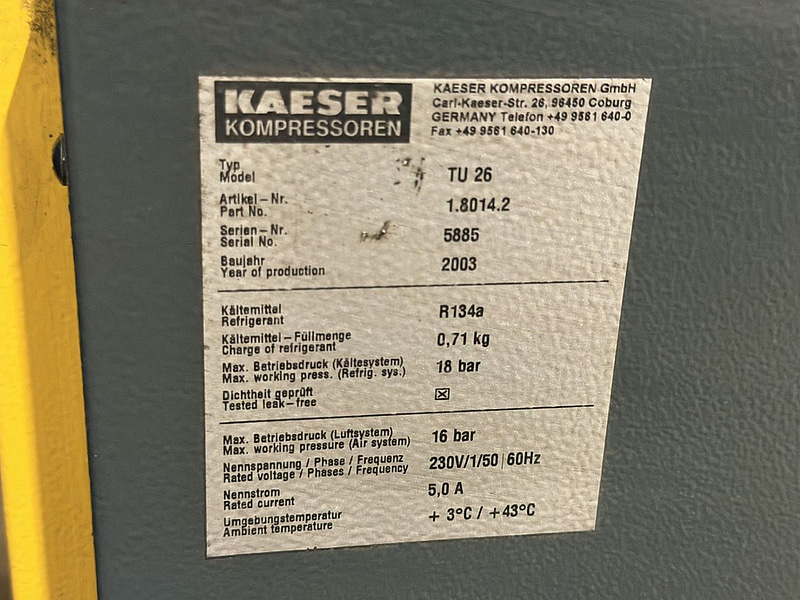 KAESER
KOMPRESSOREN
KAESER KOMPRESSOREN GmbH
Carl-Kaeser-Str. 26, 96450 Coburg
GERMANY Telefon +49 9561 640-0
Fax +49 9561 640-130
Typ
Model
TU 26
Artikel-Nr.
Part No.
1.8014.2
Serien-Nr.
Serial No.
5885
Baujahr
Year of production
2003
Kältemittel
Refrigerant
R134a
Kältemittel-Füllmenge
Charge of refrigerant
0,71 kg
Max. Betriebsdruck (Kältesystem)
Max. working press. (Refrig. sys.)
18 bar
Dichtheit geprüft
Tested leak-free
☒
Max. Betriebsdruck (Luftsystem)
Max. working pressure (Air system)
16 bar
Nennspannung / Phase / Frequenz
Rated voltage / Phases / Frequency
230V/1/50|60Hz
Nennstrom
Rated current
5,0 A
Umgebungstemperatur
Ambient temperature
+ 3°C / +43°C